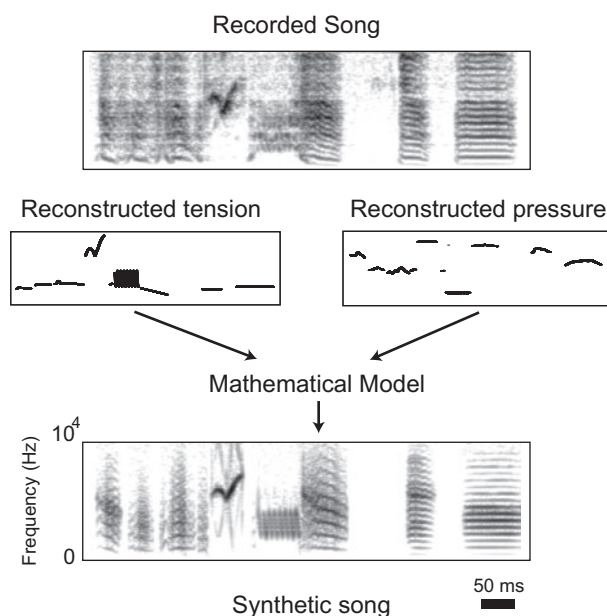 Recorded Song
Reconstructed tension
Reconstructed pressure
Mathematical Model
10^4
Frequency (Hz)
0
50 ms
Synthetic song